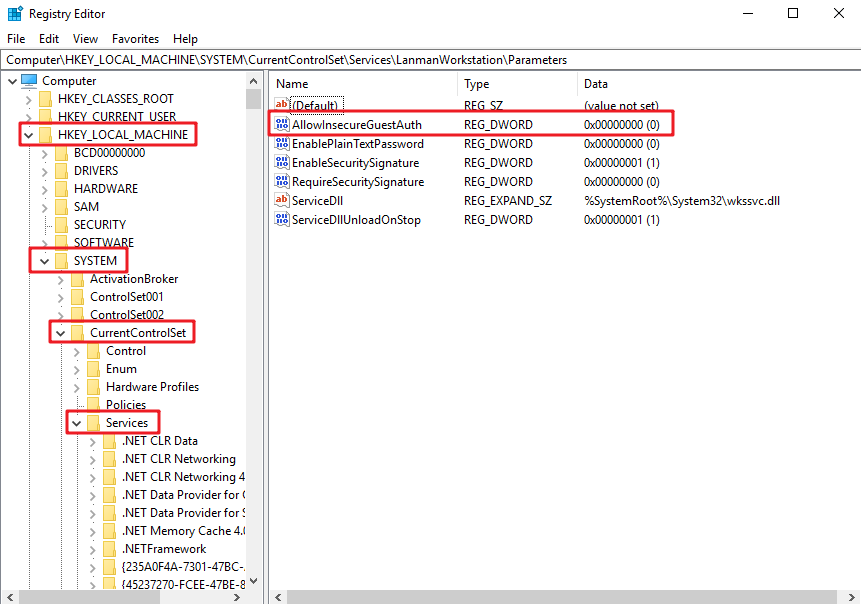 Registry Editor
File Edit View Favorites Help
Computer\HKEY_LOCAL_MACHINE\SYSTEM\CurrentControlSet\Services\LanmanWorkstation\Parameters
Computer
HKEY_CLASSES_ROOT
HKEY_CURRENT_USER
HKEY_LOCAL_MACHINE
BCD00000000
DRIVERS
HARDWARE
SAM
SECURITY
SOFTWARE
SYSTEM
ActivationBroker
ControlSet001
ControlSet002
CurrentControlSet
Control
Enum
Hardware Profiles
Policies
Services
.NET CLR Data
.NET CLR Networking
.NET CLR Networking 4
.NET Data Provider for
.NET Data Provider for
.NET Memory Cache 4.0
.NETFramework
{235A0F4A-7301-47BC-
{45237270-FCEE-47BE-8
Name Type Data
(Default) REG_SZ (value not set)
AllowInsecureGuestAuth REG_DWORD 0x00000000 (0)
EnablePlainTextPassword REG_DWORD 0x00000000 (0)
EnableSecuritySignature REG_DWORD 0x00000001 (1)
RequireSecuritySignature REG_DWORD 0x00000000 (0)
ServiceDll REG_EXPAND_SZ %SystemRoot%\System32\wkssvc.dll
ServiceDllUnloadOnStop REG_DWORD 0x00000001 (1)